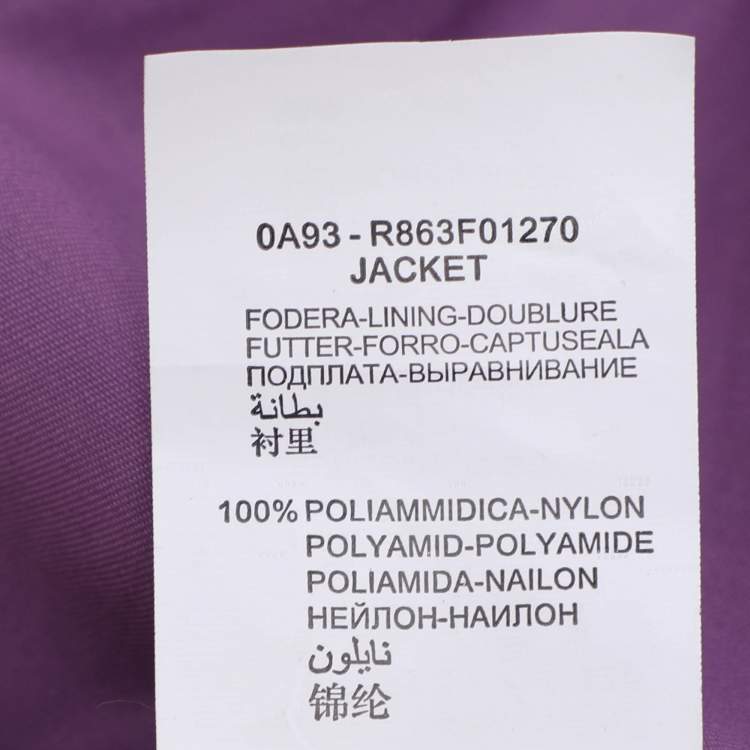 0A93 - R863F01270
JACKET
FODERA-LINING-DOUBLURE
FUTTER-FORRO-CAPTUSEALA
ПОДПЛАТА-ВЫРАВНИВАНИЕ
بطانة
衬里
100% POLIAMMIDICA-NYLON
POLYAMID-POLYAMIDE
POLIAMIDA-NAILON
НЕЙЛОН-НАИЛОН
نايلون
锦纶